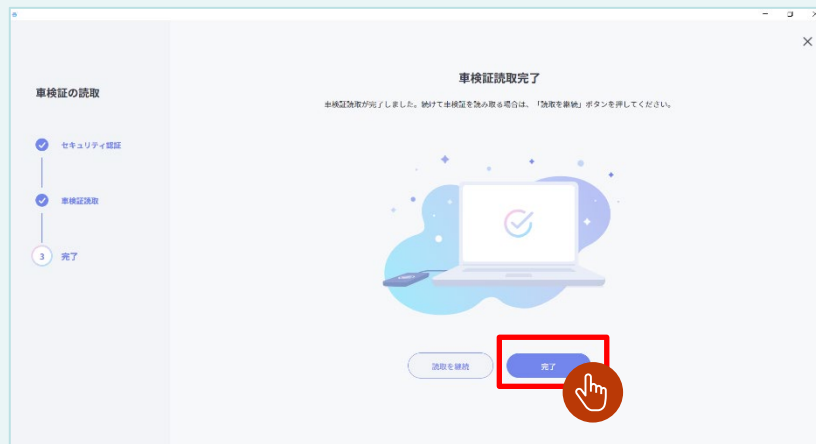 車検証の読取
セキュリティ認証
車検証読取
3 完了
車検証読取完了
車検証読取が完了しました。続けて車検証を読み取る場合は、「読取を継続」ボタンを押してください。
読取を継続
完了